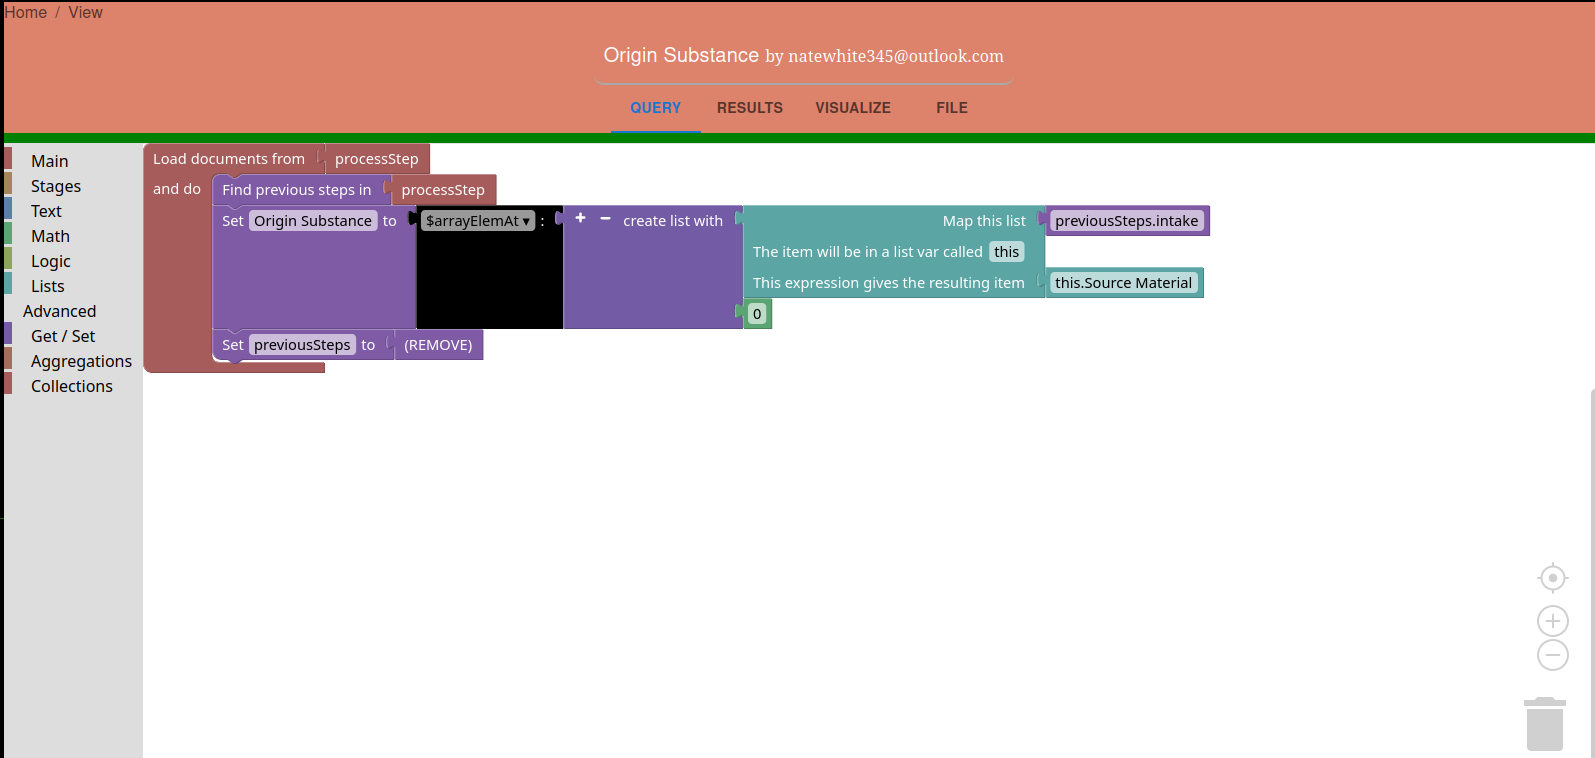 Home / View
Origin Substance by natewhite345@outlook.com
QUERY RESULTS VISUALIZE FILE
Main
Stages
Text
Math
Logic
Lists
Advanced
Get / Set
Aggregations
Collections
Load documents from processStep
and do Find previous steps in processStep
Set Origin Substance to $arrayElemAt ▾ : + − create list with Map this list previousSteps.intake
The item will be in a list var called this
This expression gives the resulting item this.Source Material
0
Set previousSteps to (REMOVE)